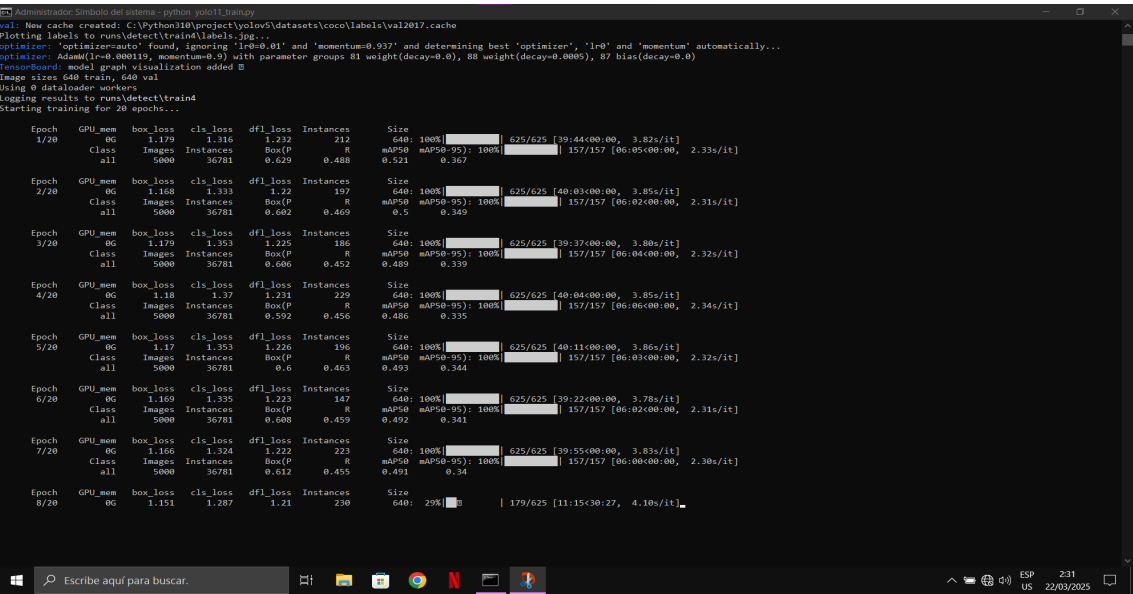 Administrador: Símbolo del sistema - python yolo11_train.py
val: New cache created: C:\Python310\project\yolov5\datasets\coco\labels\val2017.cache
Plotting labels to runs\detect\train4\labels.jpg...
optimizer: 'optimizer=auto' found, ignoring 'lr0=0.01' and 'momentum=0.937' and determining best 'optimizer', 'lr0' and 'momentum' automatically...
optimizer: AdamW(lr=0.000119, momentum=0.9) with parameter groups 81 weight(decay=0.0), 88 weight(decay=0.0005), 87 bias(decay=0.0)
TensorBoard: model graph visualization added
Image sizes 640 train, 640 val
Using 0 dataloader workers
Logging results to runs\detect\train4
Starting training for 20 epochs...
Epoch GPU_mem box_loss cls_loss dfl_loss Instances Size
1/20 0G 1.179 1.316 1.232 212 640: 100%| | 625/625 [39:44<00:00, 3.82s/it]
Class Images Instances Box(P R mAP50 mAP50-95): 100%| | 157/157 [06:05<00:00, 2.33s/it]
all 5000 36781 0.629 0.488 0.521 0.367
Epoch GPU_mem box_loss cls_loss dfl_loss Instances Size
2/20 0G 1.168 1.333 1.22 197 640: 100%| | 625/625 [40:03<00:00, 3.85s/it]
Class Images Instances Box(P R mAP50 mAP50-95): 100%| | 157/157 [06:02<00:00, 2.31s/it]
all 5000 36781 0.602 0.469 0.5 0.349
Epoch GPU_mem box_loss cls_loss dfl_loss Instances Size
3/20 0G 1.179 1.353 1.225 186 640: 100%| | 625/625 [39:37<00:00, 3.80s/it]
Class Images Instances Box(P R mAP50 mAP50-95): 100%| | 157/157 [06:04<00:00, 2.32s/it]
all 5000 36781 0.606 0.452 0.489 0.339
Epoch GPU_mem box_loss cls_loss dfl_loss Instances Size
4/20 0G 1.18 1.37 1.231 229 640: 100%| | 625/625 [40:04<00:00, 3.85s/it]
Class Images Instances Box(P R mAP50 mAP50-95): 100%| | 157/157 [06:06<00:00, 2.34s/it]
all 5000 36781 0.592 0.456 0.486 0.335
Epoch GPU_mem box_loss cls_loss dfl_loss Instances Size
5/20 0G 1.17 1.353 1.226 196 640: 100%| | 625/625 [40:11<00:00, 3.86s/it]
Class Images Instances Box(P R mAP50 mAP50-95): 100%| | 157/157 [06:03<00:00, 2.32s/it]
all 5000 36781 0.6 0.463 0.493 0.344
Epoch GPU_mem box_loss cls_loss dfl_loss Instances Size
6/20 0G 1.169 1.335 1.223 147 640: 100%| | 625/625 [39:22<00:00, 3.78s/it]
Class Images Instances Box(P R mAP50 mAP50-95): 100%| | 157/157 [06:02<00:00, 2.31s/it]
all 5000 36781 0.608 0.459 0.492 0.341
Epoch GPU_mem box_loss cls_loss dfl_loss Instances Size
7/20 0G 1.166 1.324 1.222 223 640: 100%| | 625/625 [39:55<00:00, 3.83s/it]
Class Images Instances Box(P R mAP50 mAP50-95): 100%| | 157/157 [06:00<00:00, 2.30s/it]
all 5000 36781 0.612 0.455 0.491 0.34
Epoch GPU_mem box_loss cls_loss dfl_loss Instances Size
8/20 0G 1.151 1.287 1.21 230 640: 29%| | 179/625 [11:15<30:27, 4.10s/it]
Escribe aquí para buscar.
ESP 2:31
US 22/03/2025